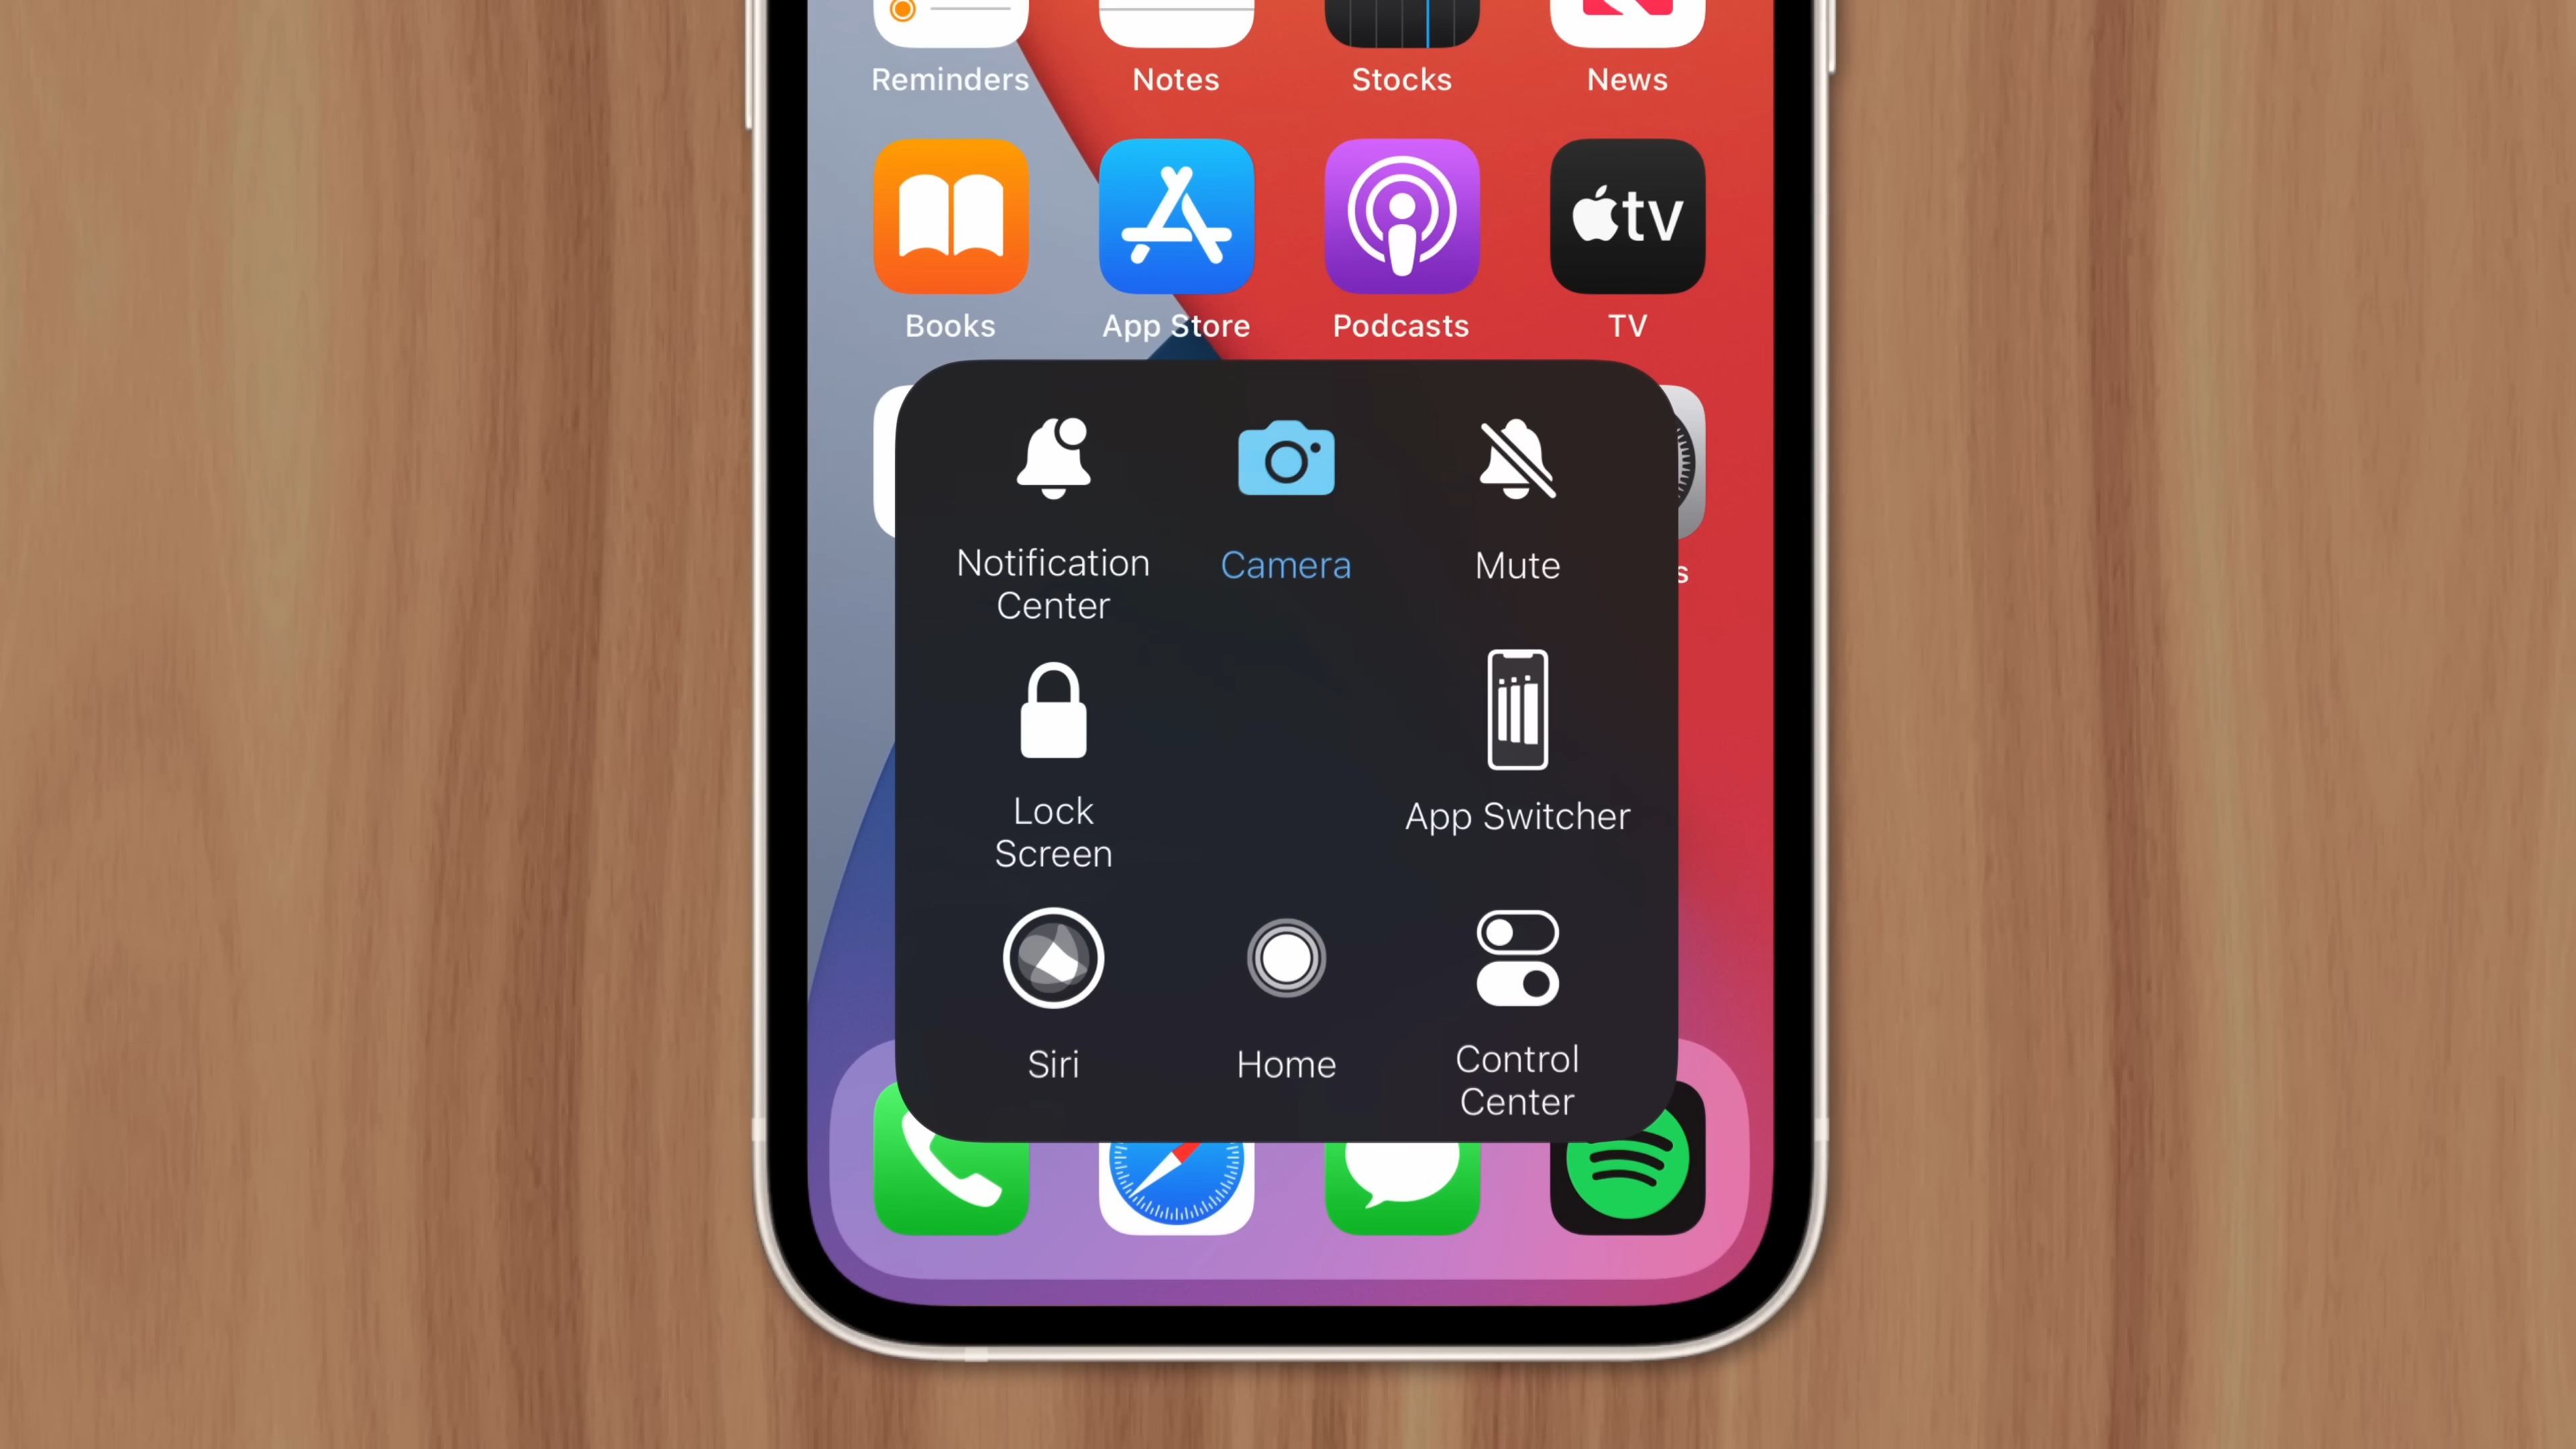 Reminders Notes Stocks News
tv
Books App Store Podcasts TV
Notification Camera Mute
Center
s
Lock App Switcher
Screen
Siri Home Control
Center